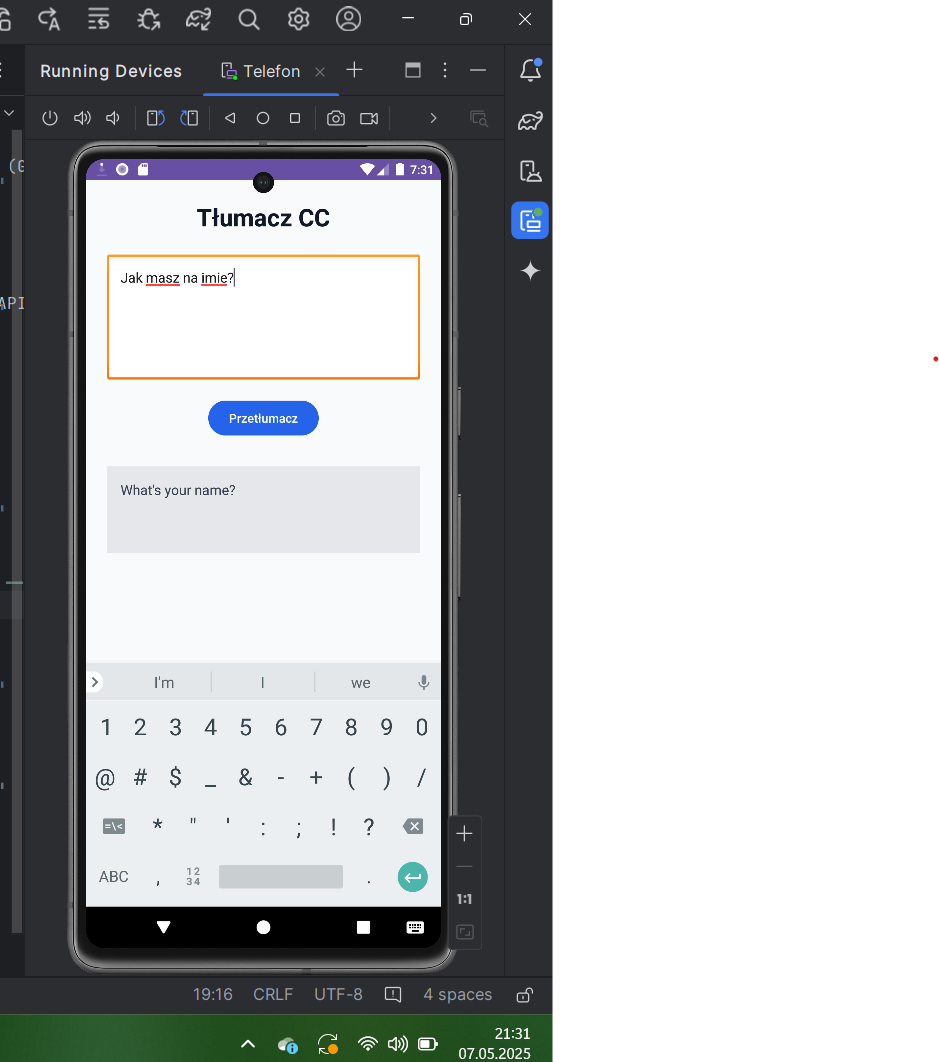 Running Devices
Telefon
(
API
7:31
Tłumacz CC
Jak masz na imie?
Przetłumacz
What's your name?
I'm I we
1 2 3 4 5 6 7 8 9 0
@ # $ _ & - + ( ) /
=\< * " ' : ; ! ?
ABC , 12 34 .
1:1
19:16 CRLF UTF-8 4 spaces
21:31
07.05.2025